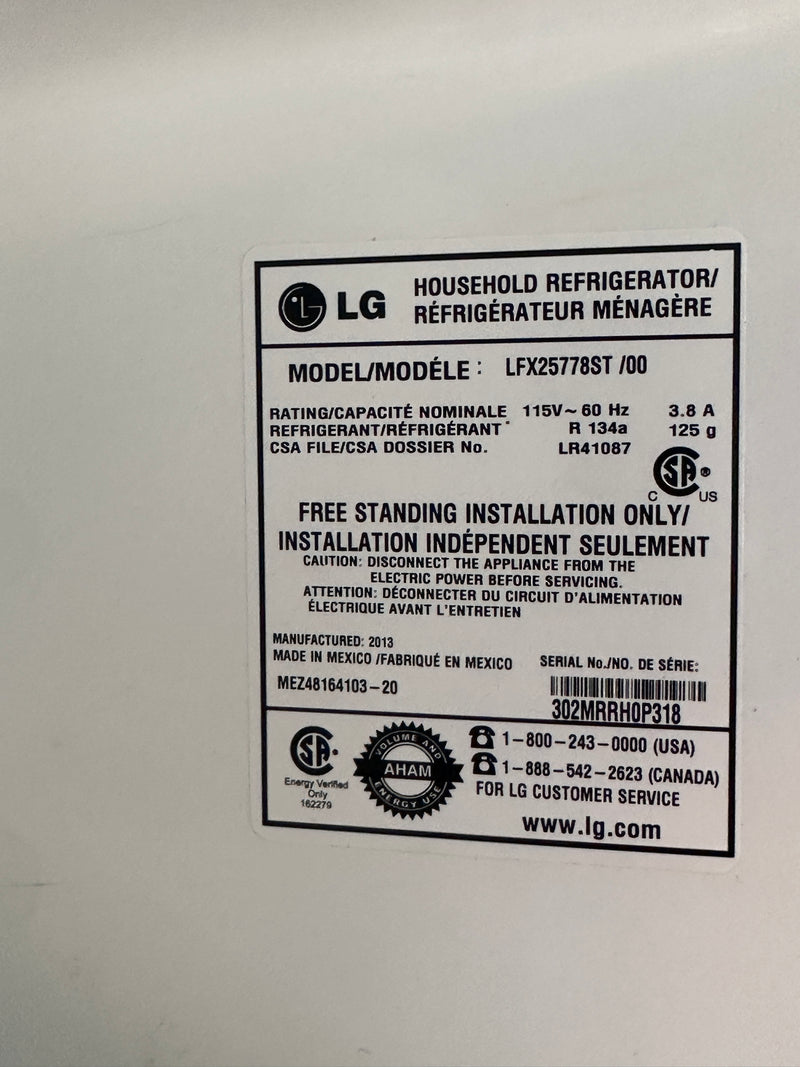 LG
HOUSEHOLD REFRIGERATOR/
RÉFRIGÉRATEUR MÉNAGÈRE
MODEL/MODÉLE : LFX25778ST /00
RATING/CAPACITÉ NOMINALE 115V~ 60 Hz 3.8 A
REFRIGERANT/RÉFRIGÉRANT R 134a 125 g
CSA FILE/CSA DOSSIER No. LR41087
C SA ® US
FREE STANDING INSTALLATION ONLY/
INSTALLATION INDÉPENDENT SEULEMENT
CAUTION: DISCONNECT THE APPLIANCE FROM THE
ELECTRIC POWER BEFORE SERVICING.
ATTENTION: DÉCONNECTER DU CIRCUIT D'ALIMENTATION
ÉLECTRIQUE AVANT L'ENTRETIEN
MANUFACTURED: 2013
MADE IN MEXICO /FABRIQUÉ EN MEXICO
MEZ48164103-20
SERIAL No./NO. DE SÉRIE:
302MRRH0P318
SA
Energy Verified
Only
162279
VOLUME AND
AHAM
ENERGY USE
1-800-243-0000 (USA)
1-888-542-2623 (CANADA)
FOR LG CUSTOMER SERVICE
www.lg.com